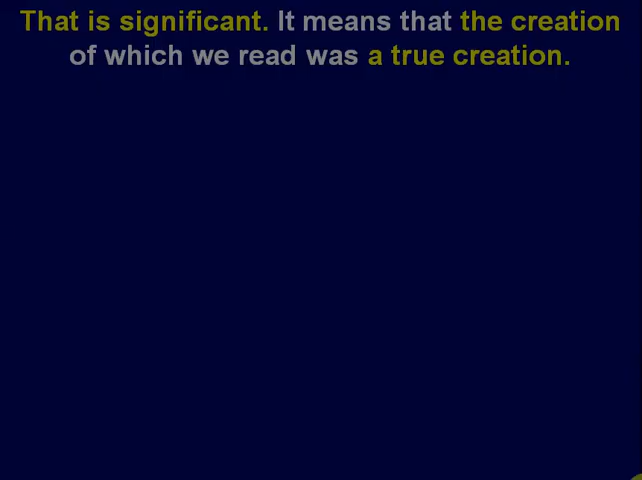 That is significant. It means that the creation
of which we read was a true creation.